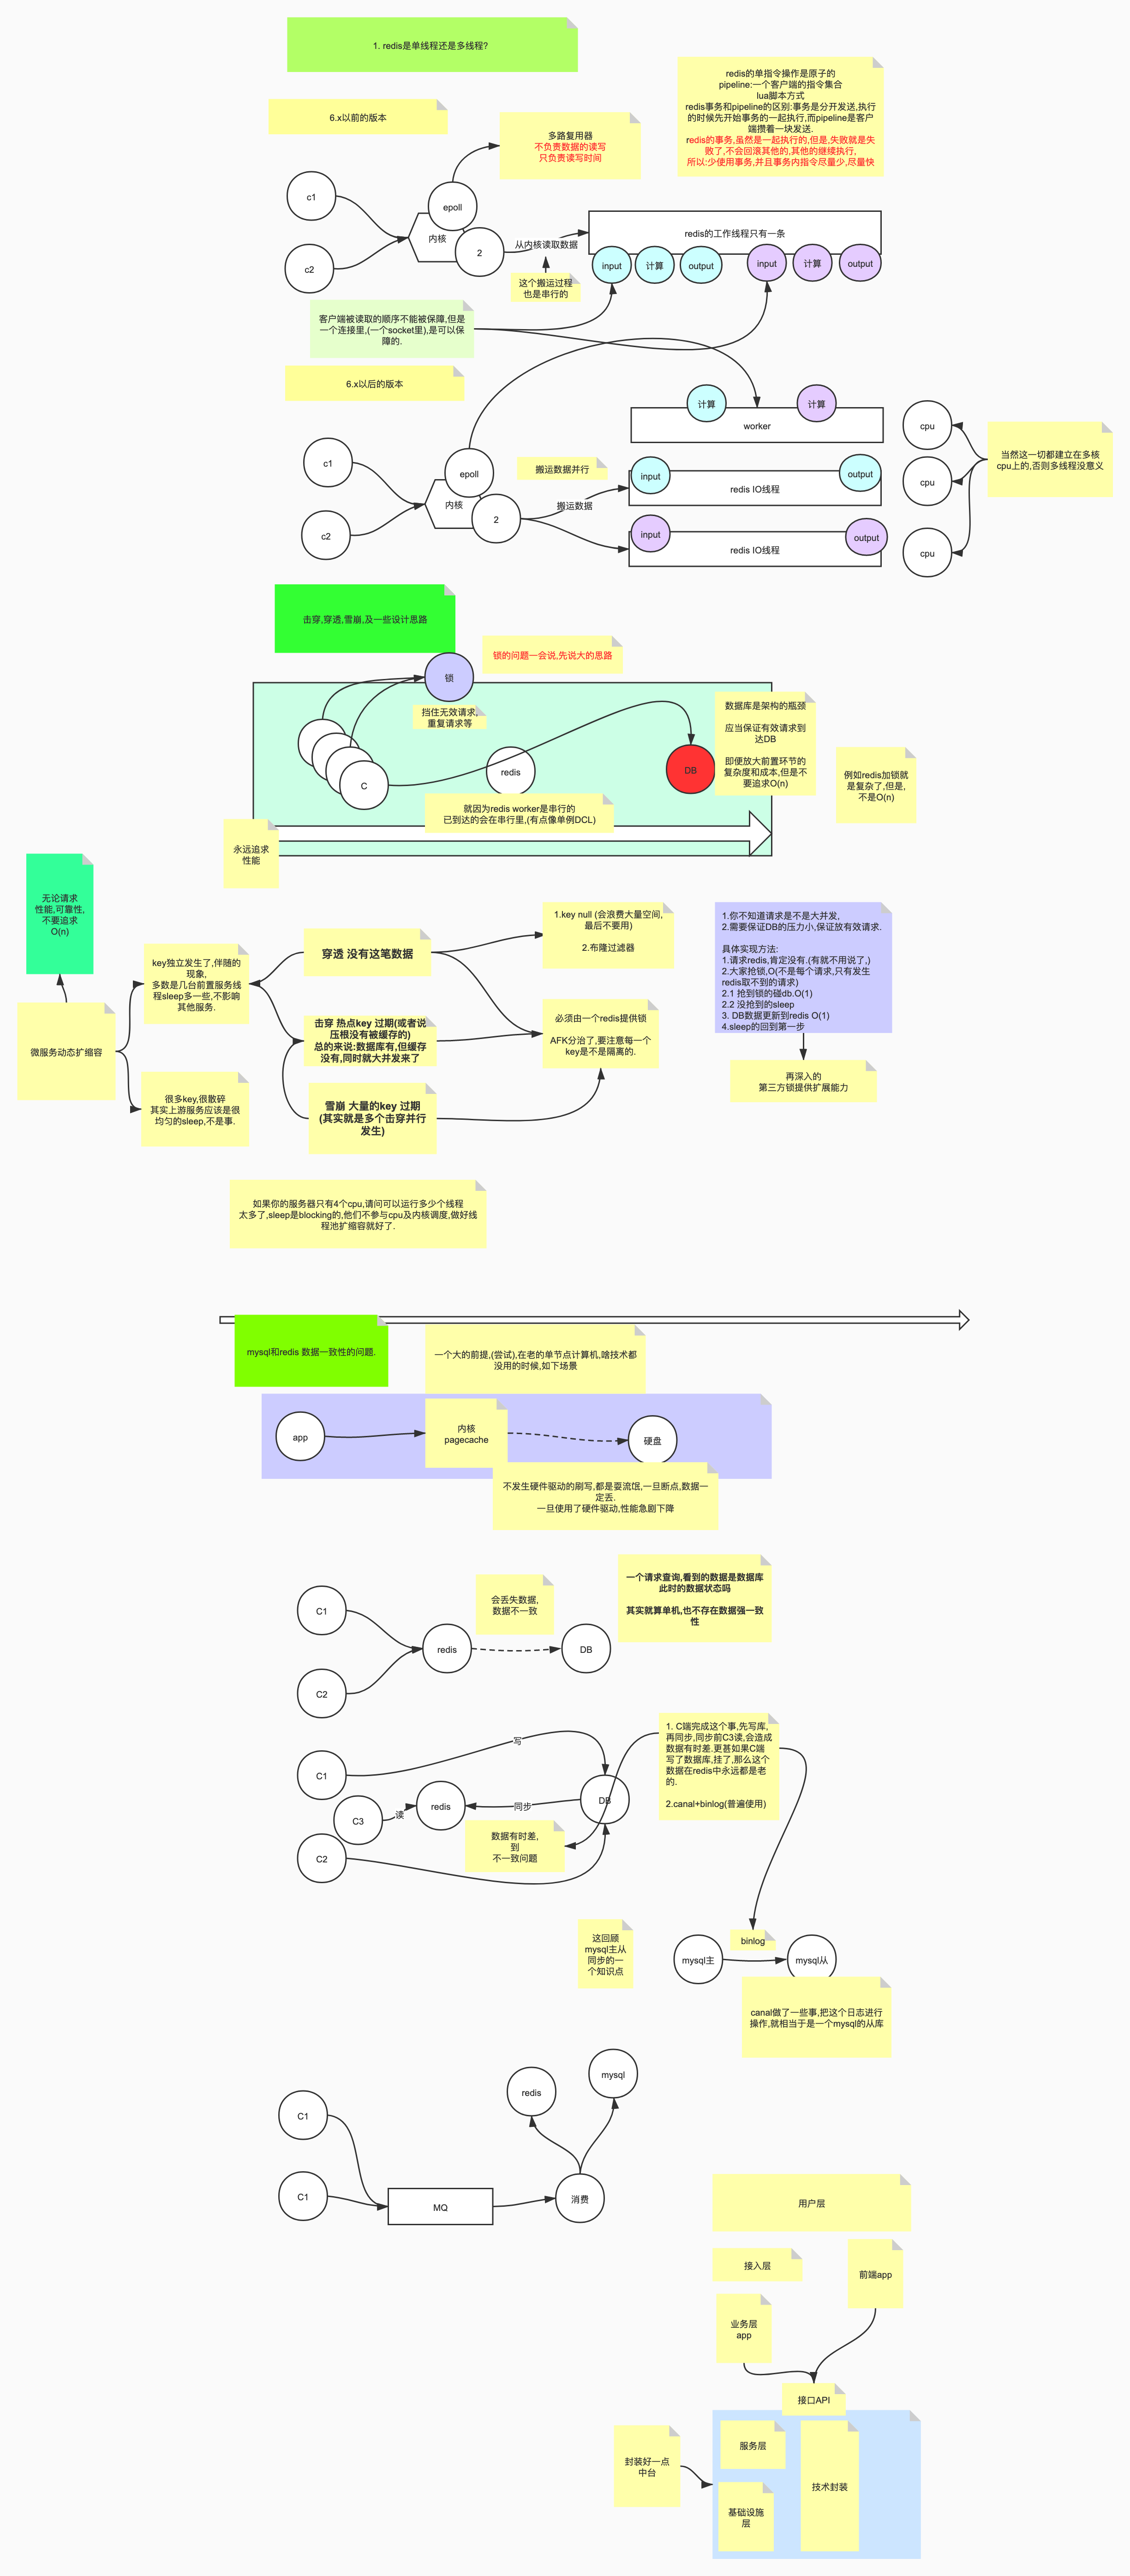 1. redis是单线程还是多线程?
redis的单指令操作是原子的
pipeline:一个客户端的指令集合
lua脚本方式
redis事务和pipeline的区别:事务是分开发送,执行
的时候先开始事务的一起执行,而pipeline是客户
端攒着一块发送.
redis的事务,虽然是一起执行的,但是,失败就是失
败了,不会回滚其他的,其他的继续执行,
所以:少使用事务,并且事务内指令尽量少,尽量快
6.x以前的版本
多路复用器
不负责数据的读写
只负责读写时间
c1
epoll
内核
c2
2
从内核读取数据
redis的工作线程只有一条
input
计算
output
input
计算
output
这个搬运过程
也是串行的
客户端被读取的顺序不能被保障,但是
一个连接里,(一个socket里),是可以保
障的.
6.x以后的版本
计算
计算
worker
cpu
当然这一切都建立在多核
cpu上的,否则多线程没意义
c1
epoll
搬运数据并行
input
output
redis IO线程
cpu
内核
2
搬运数据
c2
input
output
redis IO线程
cpu
击穿,穿透,雪崩,及一些设计思路
锁的问题一会说,先说大的思路
锁
挡住无效请求,
重复请求等
数据库是架构的瓶颈
应当保证有效请求到
达DB
即便放大前置环节的
复杂度和成本,但是不
要追求O(n)
C
redis
DB
例如redis加锁就
是复杂了,但是,
不是O(n)
就因为redis worker是串行的
已到达的会在串行里,(有点像单例DCL)
永远追求
性能
无论请求
性能,可靠性,
不要追求
O(n)
key独立发生了,伴随的
现象,
多数是几台前置服务线
程sleep多一些,不影响
其他服务.
穿透 没有这笔数据
1.key null (会浪费大量空间,
最后不要用)
2.布隆过滤器
1.你不知道请求是不是大并发,
2.需要保证DB的压力小,保证放有效请求.
具体实现方法:
1.请求redis,肯定没有.(有就不用说了,)
2.大家抢锁,O(不是每个请求,只有发生
redis取不到的请求)
2.1 抢到锁的碰db.O(1)
2.2 没抢到的sleep
3. DB数据更新到redis O(1)
4.sleep的回到第一步
微服务动态扩缩容
击穿 热点key 过期(或者说
压根没有被缓存的)
总的来说:数据库有,但缓存
没有,同时就大并发来了
必须由一个redis提供锁
AFK分治了,要注意每一个
key是不是隔离的.
再深入的
第三方锁提供扩展能力
很多key,很散碎
其实上游服务应该是很
均匀的sleep,不是事.
雪崩 大量的key 过期
(其实就是多个击穿并行
发生)
如果你的服务器只有4个cpu,请问可以运行多少个线程
太多了,sleep是blocking的,他们不参与cpu及内核调度,做好线
程池扩缩容就好了.
mysql和redis 数据一致性的问题.
一个大的前提,(尝试),在老的单节点计算机,啥技术都
没用的时候,如下场景
app
内核
pagecache
硬盘
不发生硬件驱动的刷写,都是耍流氓,一旦断点,数据一
定丢.
一旦使用了硬件驱动,性能急剧下降
C1
会丢失数据,
数据不一致
一个请求查询,看到的数据是数据库
此时的数据状态吗
其实就算单机,也不存在数据强一致
性
redis
DB
C2
写
1. C端完成这个事,先写库,
再同步,同步前C3读,会造成
数据有时差.更甚如果C端
写了数据库,挂了,那么这个
数据在redis中永远都是老
的.
2.canal+binlog(普遍使用)
C1
C3
读
redis
同步
DB
C2
数据有时差,
到
不一致问题
这回顾
mysql主从
同步的一
个知识点
binlog
mysql主
mysql从
canal做了一些事,把这个日志进行
操作,就相当于是一个mysql的从库
redis
mysql
C1
C1
MQ
消费
用户层
接入层
前端app
业务层
app
接口API
封装好一点
中台
服务层
技术封装
基础设施
层